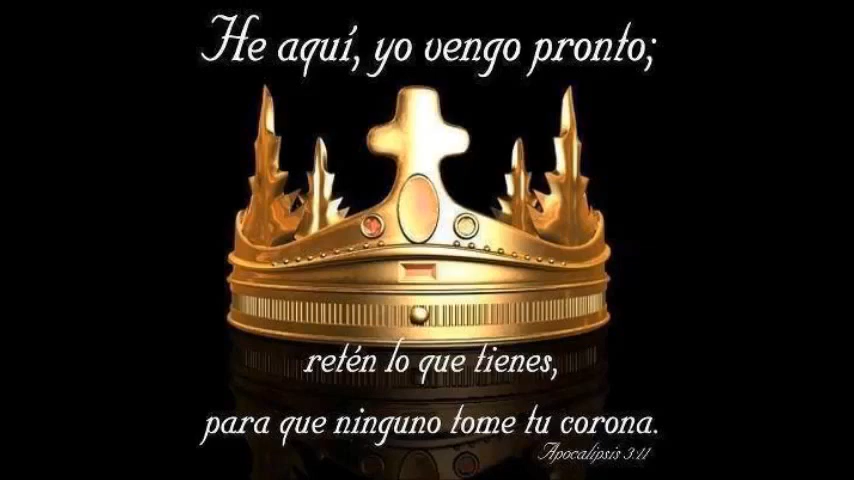 He aquí, yo vengo pronto;
retén lo que tienes,
para que ninguno tome tu corona.
Apocalipsis 3:11